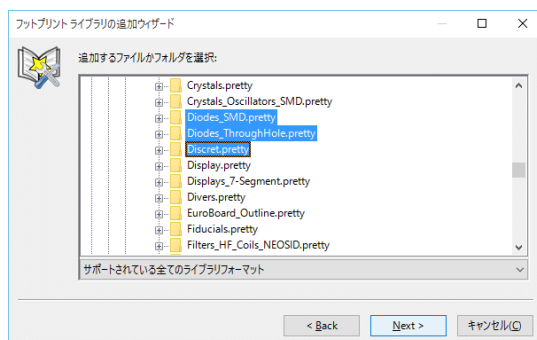 フットプリント ライブラリの追加ウィザード
追加するファイルかフォルダを選択:
Crystals.pretty
Crystals_Oscillators_SMD.pretty
Diodes_SMD.pretty
Diodes_ThroughHole.pretty
Discret.pretty
Display.pretty
Displays_7-Segment.pretty
Divers.pretty
EuroBoard_Outline.pretty
Fiducials.pretty
Filters_HF_Coils_NEOSID.pretty
サポートされている全てのライブラリフォーマット
< Back Next > キャンセル(C)